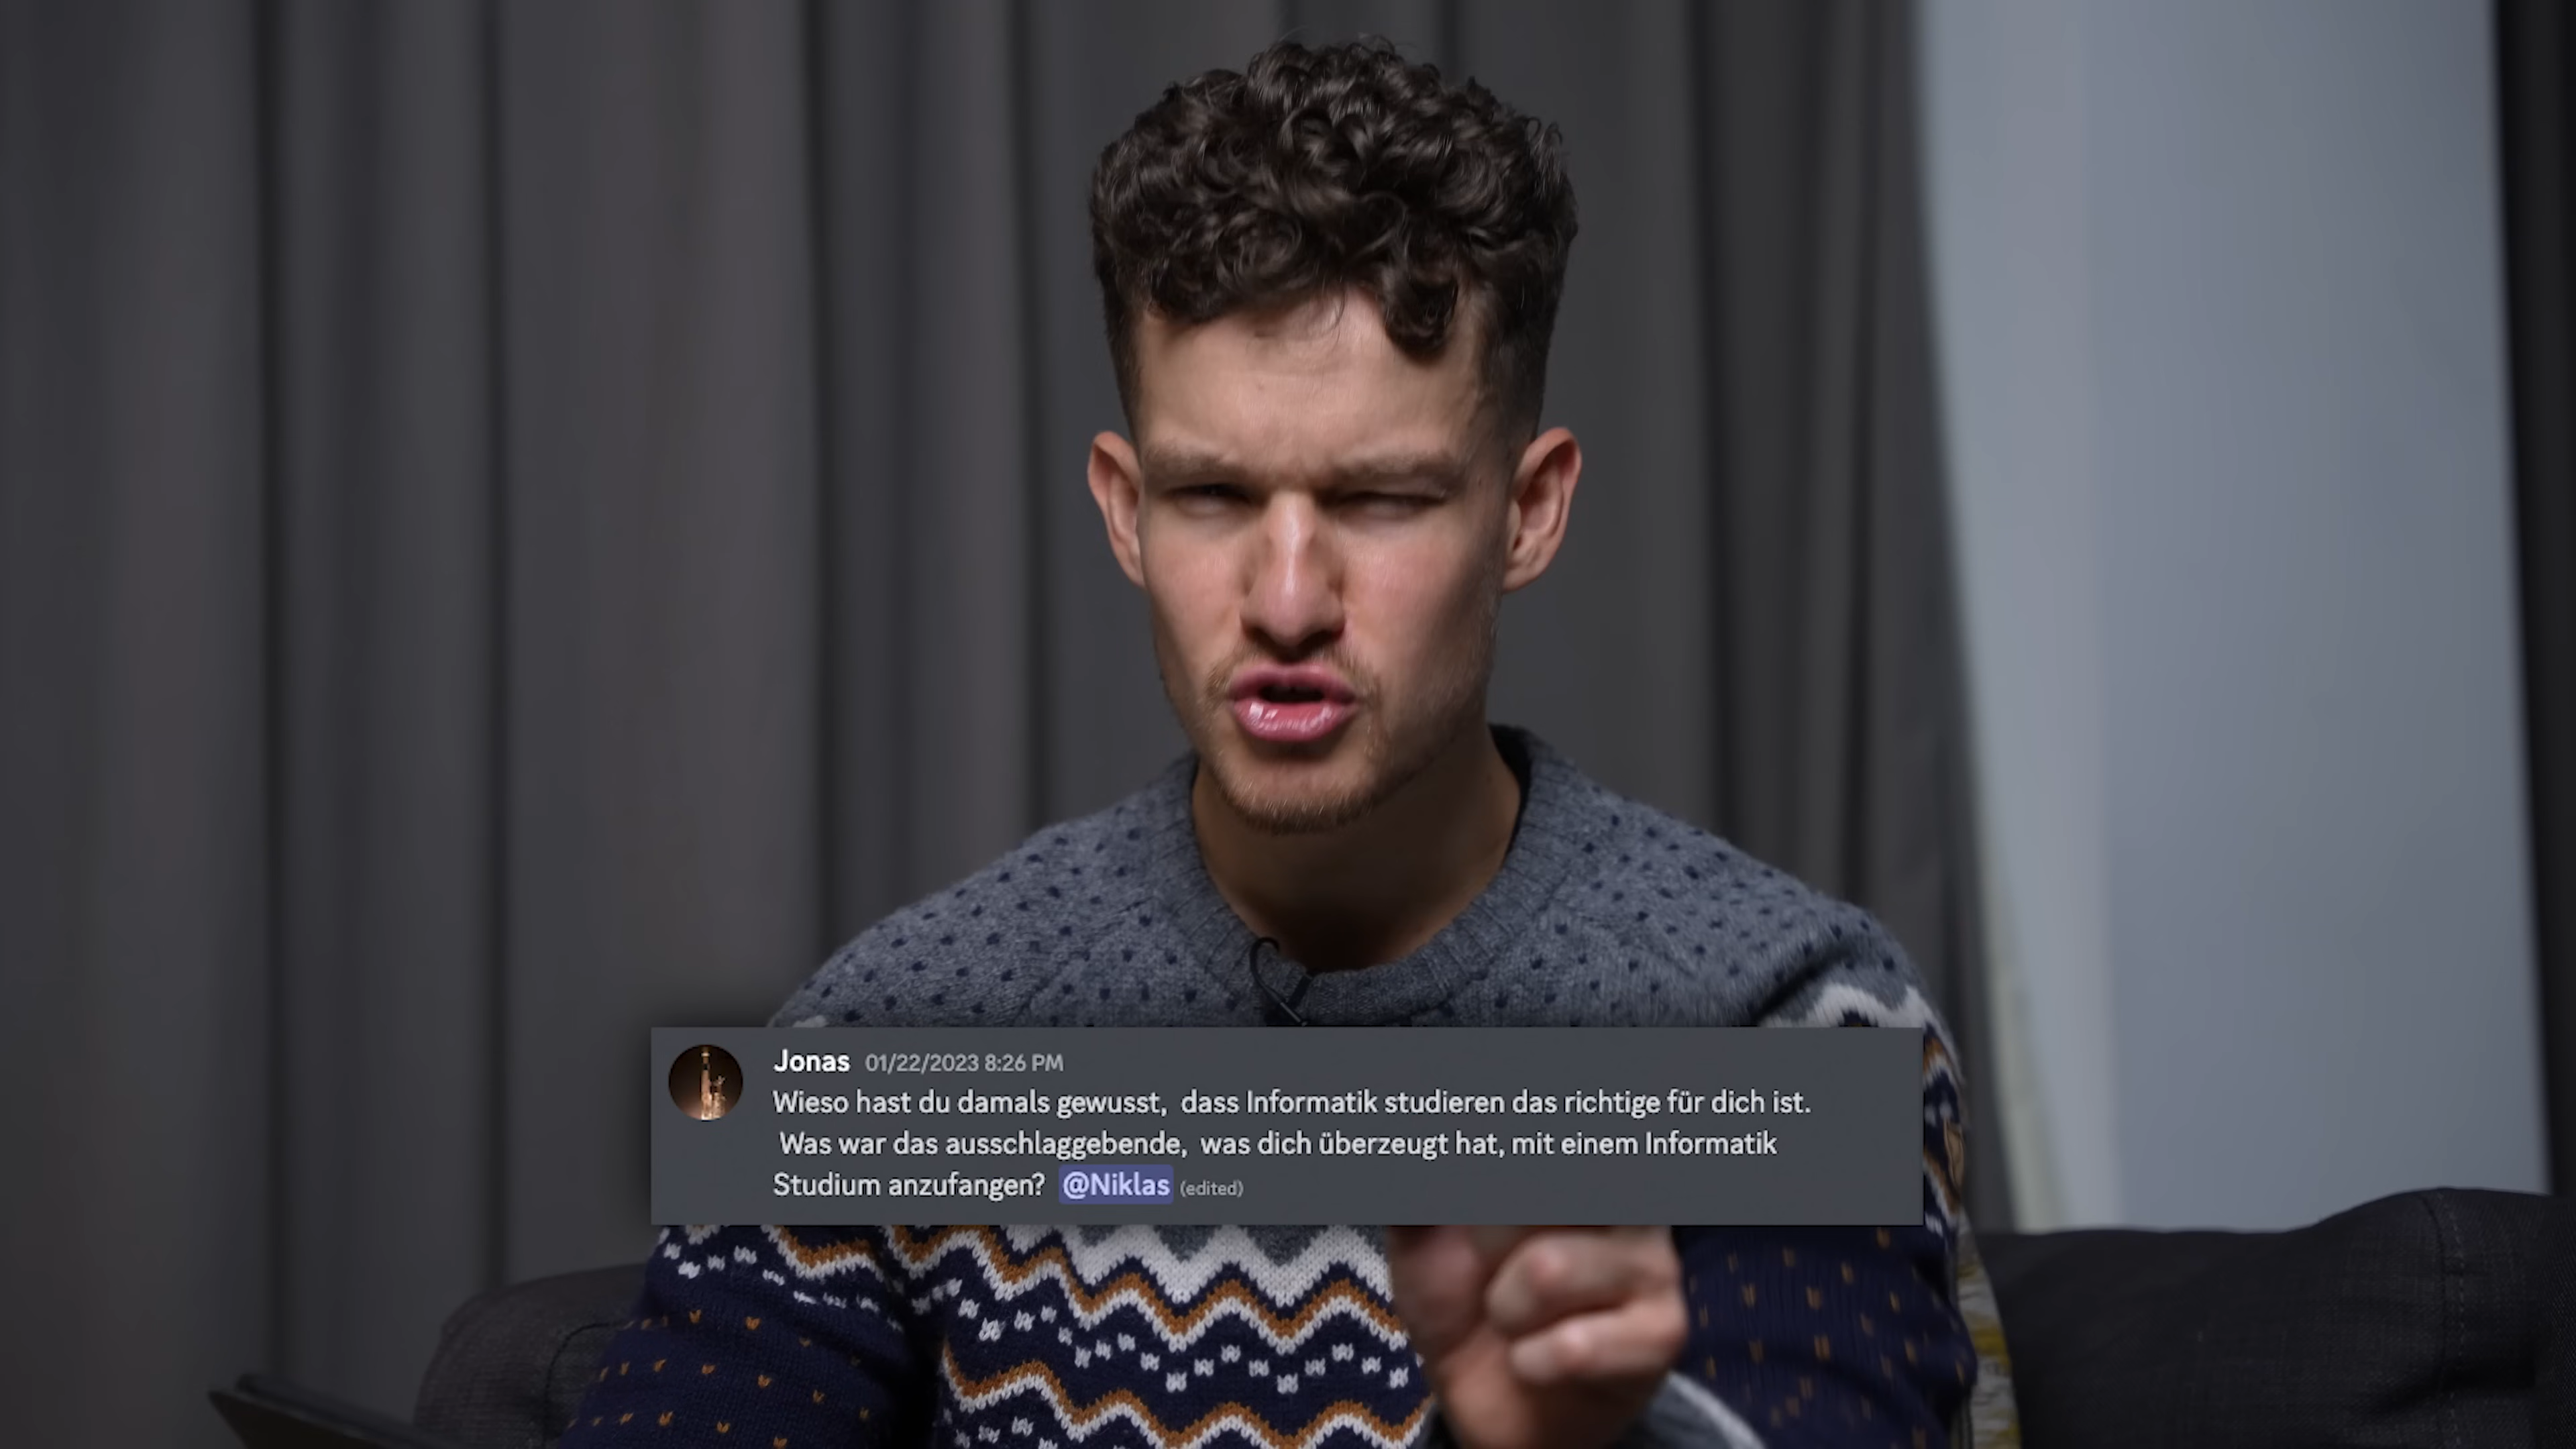 Jonas 01/22/2023 8:26 PM
Wieso hast du damals gewusst, dass Informatik studieren das richtige für dich ist.
Was war das ausschlaggebende, was dich überzeugt hat, mit einem Informatik
Studium anzufangen? @Niklas (edited)